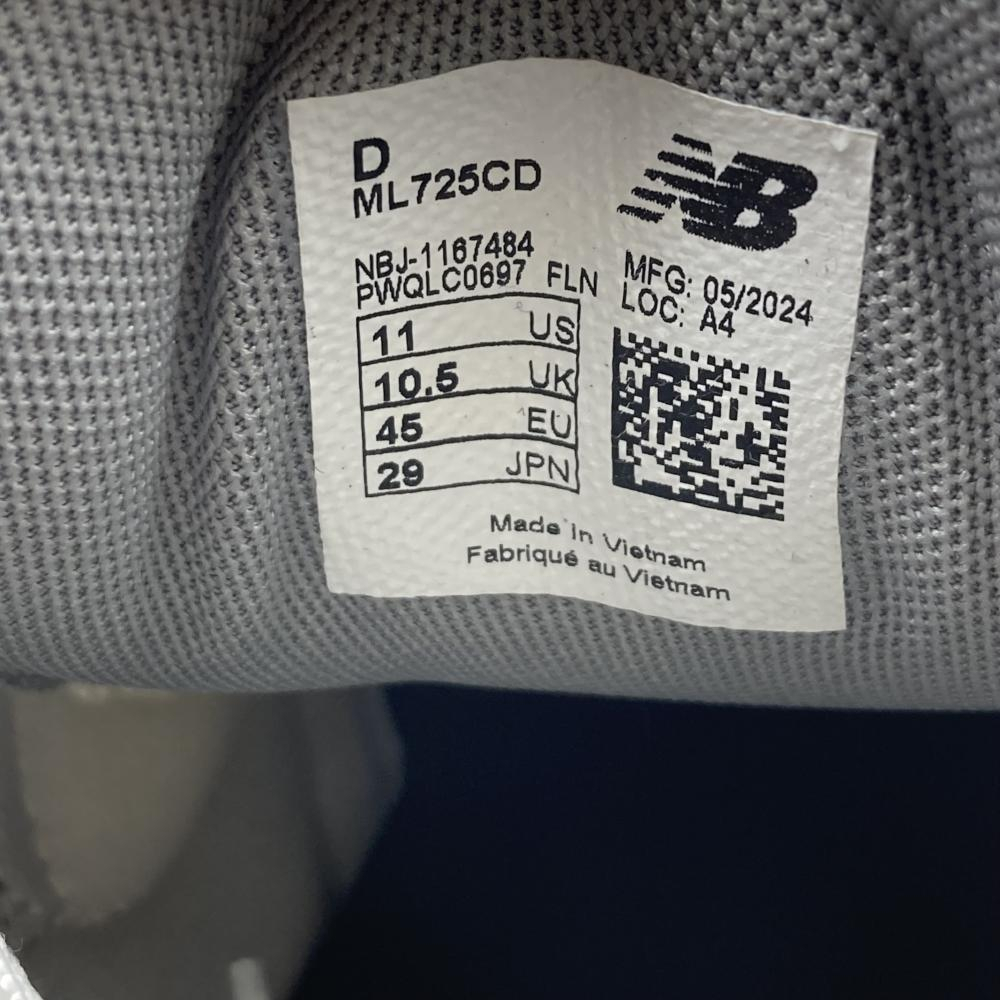 D
ML725CD
NB
NBJ-1167484
PWQLC0697 FLN
MFG: 05/2024
LOC: A4
11 US
10.5 UK
45 EU
29 JPN
Made in Vietnam
Fabriqué au Vietnam